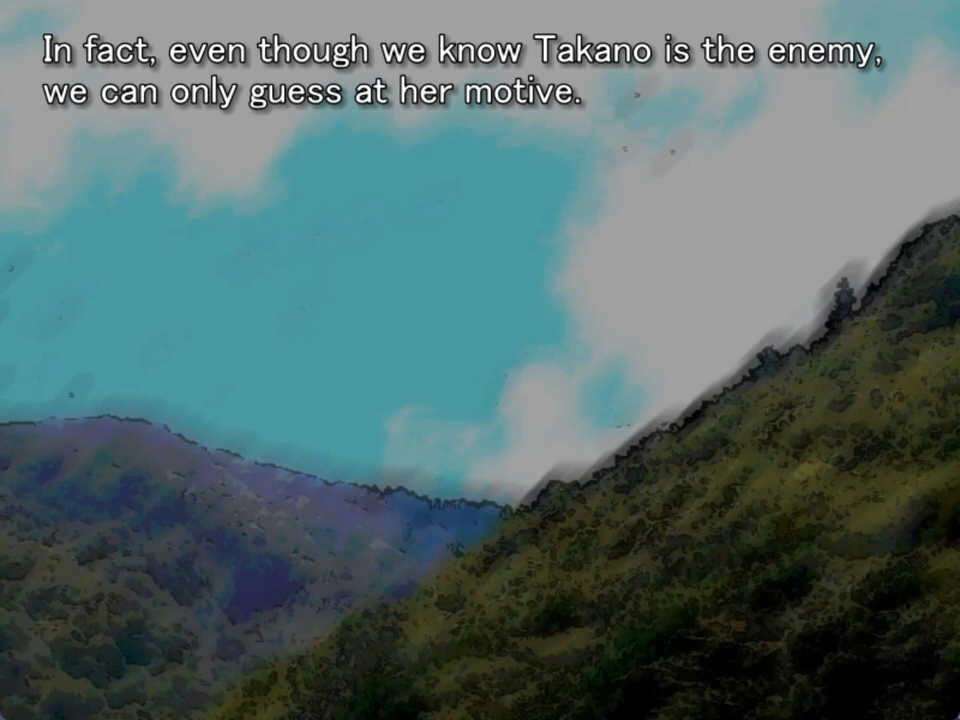 In fact, even though we know Takano is the enemy,
we can only guess at her motive.